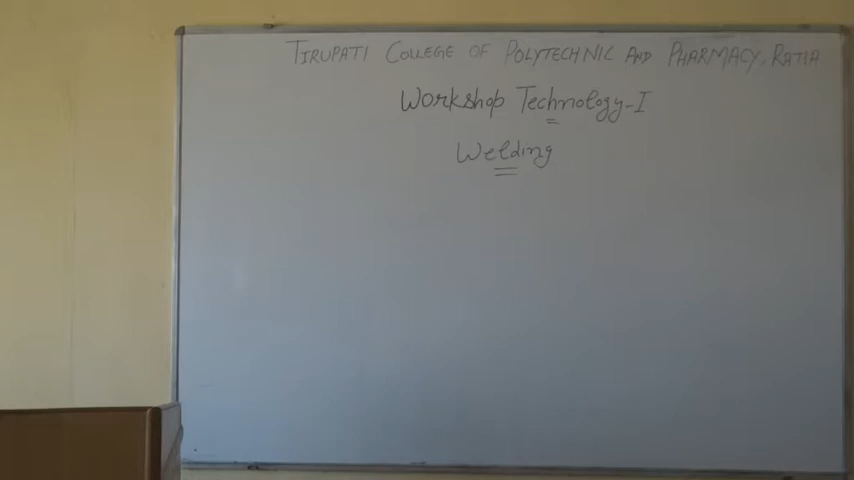 TIRUPATI COLLEGE OF POLYTECHNIC AND PHARMACY, RATIA
Workshop Technology-I
Welding